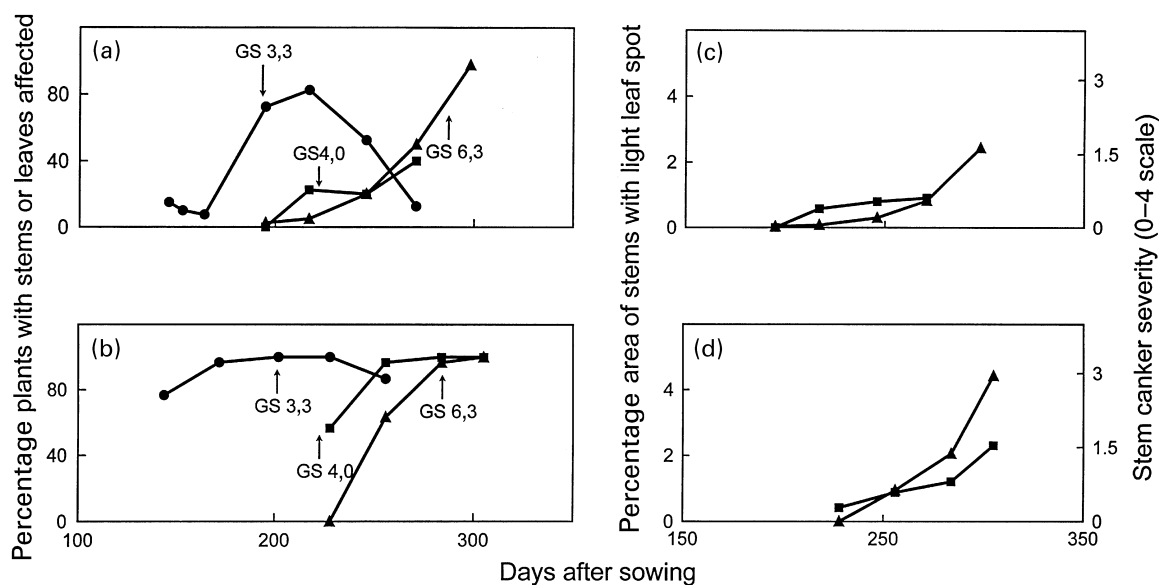 Percentage plants with stems or leaves affected
(a)
GS 3,3
GS4,0
GS 6,3
80
40
0
Percentage area of stems with light leaf spot
(c)
4
2
0
3
1.5
0
Stem canker severity (0–4 scale)
(b)
GS 3,3
GS 4,0
GS 6,3
80
40
0
100
200
300
(d)
4
2
0
3
1.5
0
150
250
350
Days after sowing